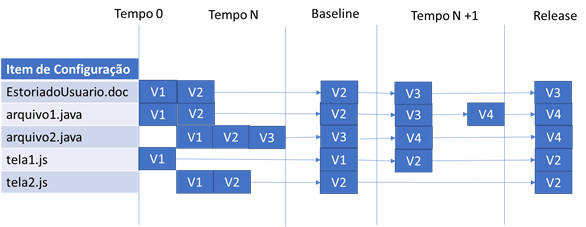 Tempo 0 Tempo N Baseline Tempo N +1 Release
Item de Configuração
EstoriadoUsuario.doc V1 V2 V2 V3 V3
arquivo1.java V1 V2 V2 V3 V4 V4
arquivo2.java V1 V2 V3 V3 V4 V4
tela1.js V1 V1 V2 V2
tela2.js V1 V2 V2 V2